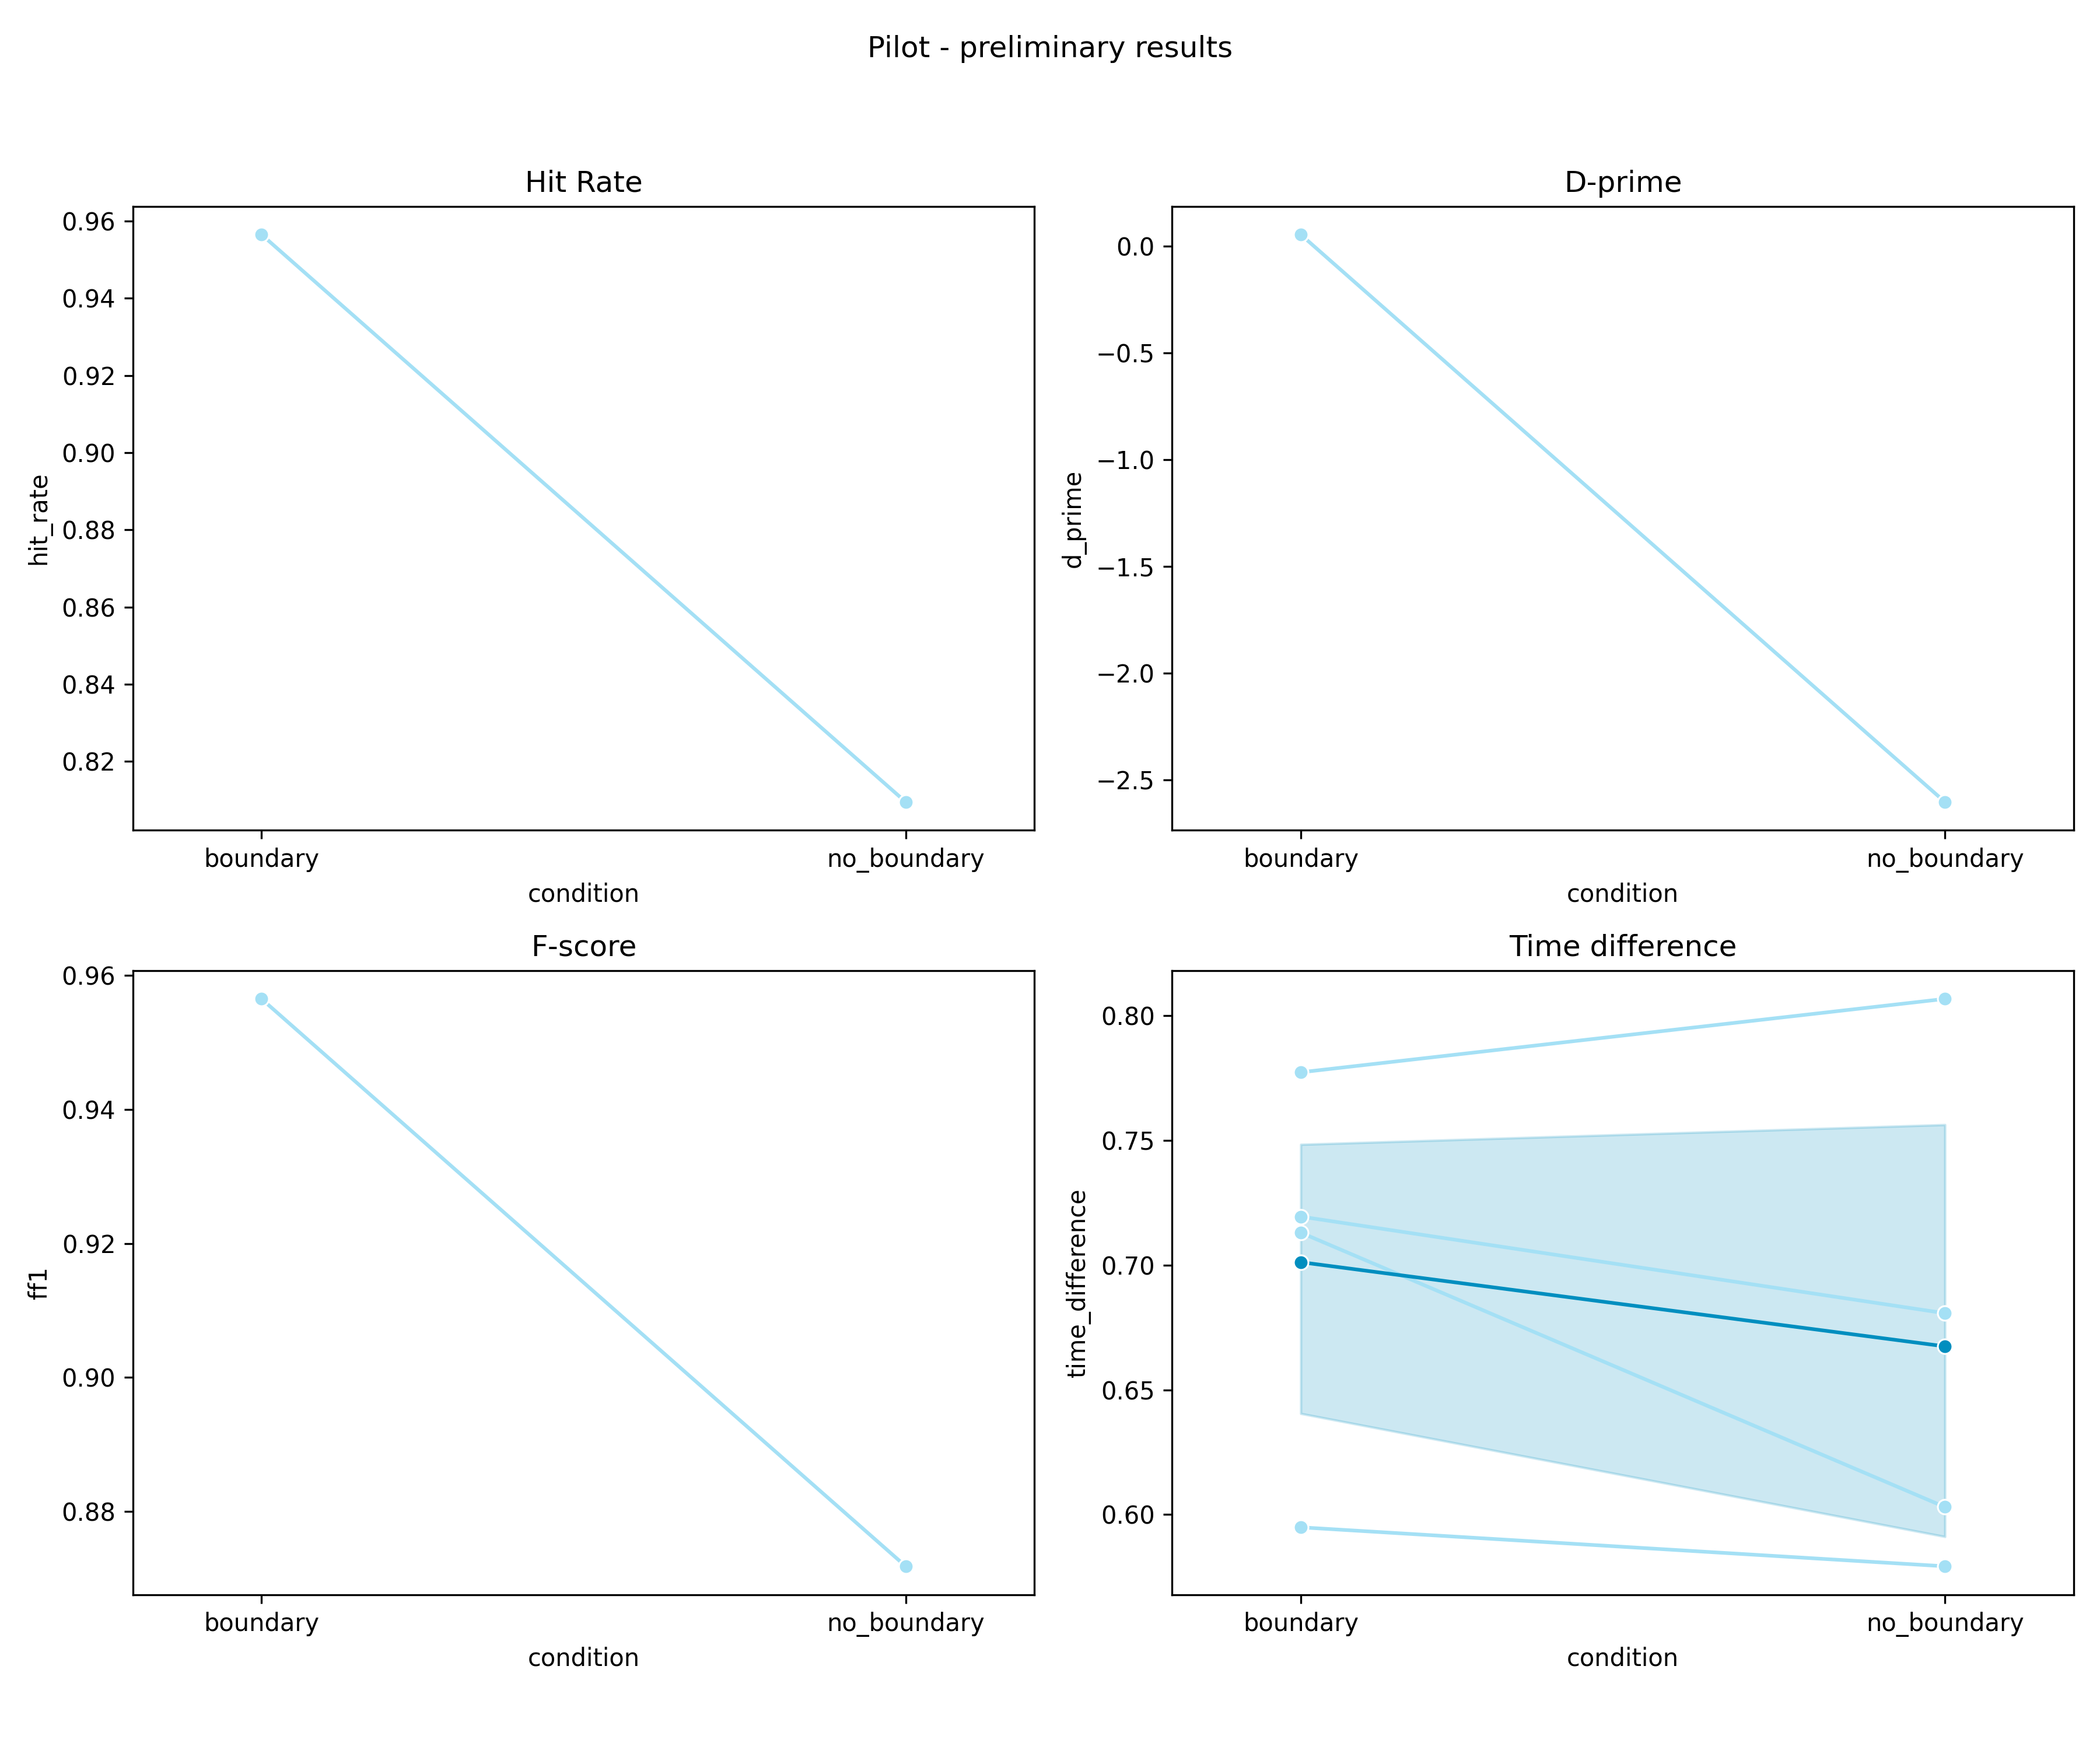 Pilot - preliminary results
Hit Rate
0.96
0.94
0.92
0.90
0.88
0.86
0.84
0.82
hit_rate
boundary
no_boundary
condition
D-prime
0.0
−0.5
−1.0
−1.5
−2.0
−2.5
d_prime
boundary
no_boundary
condition
F-score
0.96
0.94
0.92
0.90
0.88
ff1
boundary
no_boundary
condition
Time difference
0.80
0.75
0.70
0.65
0.60
time_difference
boundary
no_boundary
condition